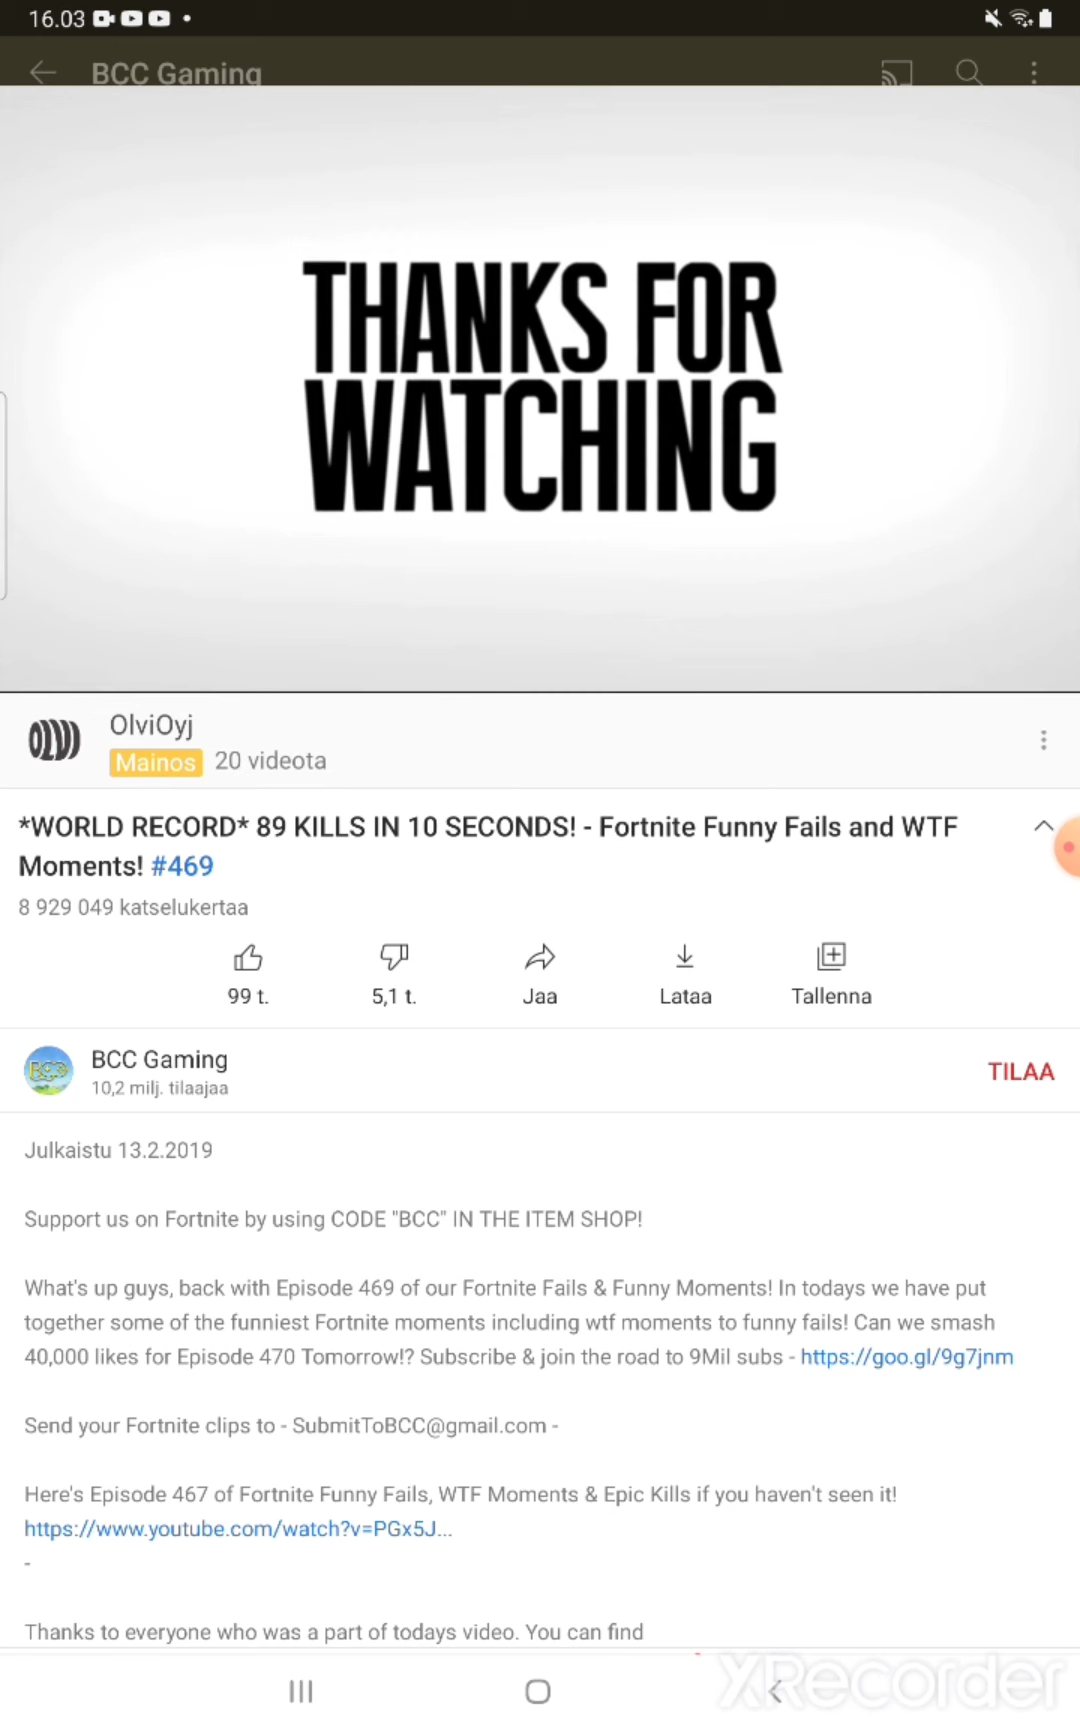 16.03
BCC Gaming
THANKS FOR
WATCHING
OLVI
OlviOyj
Mainos 20 videota
*WORLD RECORD* 89 KILLS IN 10 SECONDS! - Fortnite Funny Fails and WTF
Moments! #469
8 929 049 katselukertaa
99 t. 5,1 t. Jaa Lataa Tallenna
BCC
BCC Gaming
10,2 milj. tilaajaa
TILAA
Julkaistu 13.2.2019
Support us on Fortnite by using CODE "BCC" IN THE ITEM SHOP!
What's up guys, back with Episode 469 of our Fortnite Fails & Funny Moments! In todays we have put
together some of the funniest Fortnite moments including wtf moments to funny fails! Can we smash
40,000 likes for Episode 470 Tomorrow!? Subscribe & join the road to 9Mil subs - https://goo.gl/9g7jnm
Send your Fortnite clips to - SubmitToBCC@gmail.com -
Here's Episode 467 of Fortnite Funny Fails, WTF Moments & Epic Kills if you haven't seen it!
https://www.youtube.com/watch?v=PGx5J...
-
Thanks to everyone who was a part of todays video. You can find
XRecorder